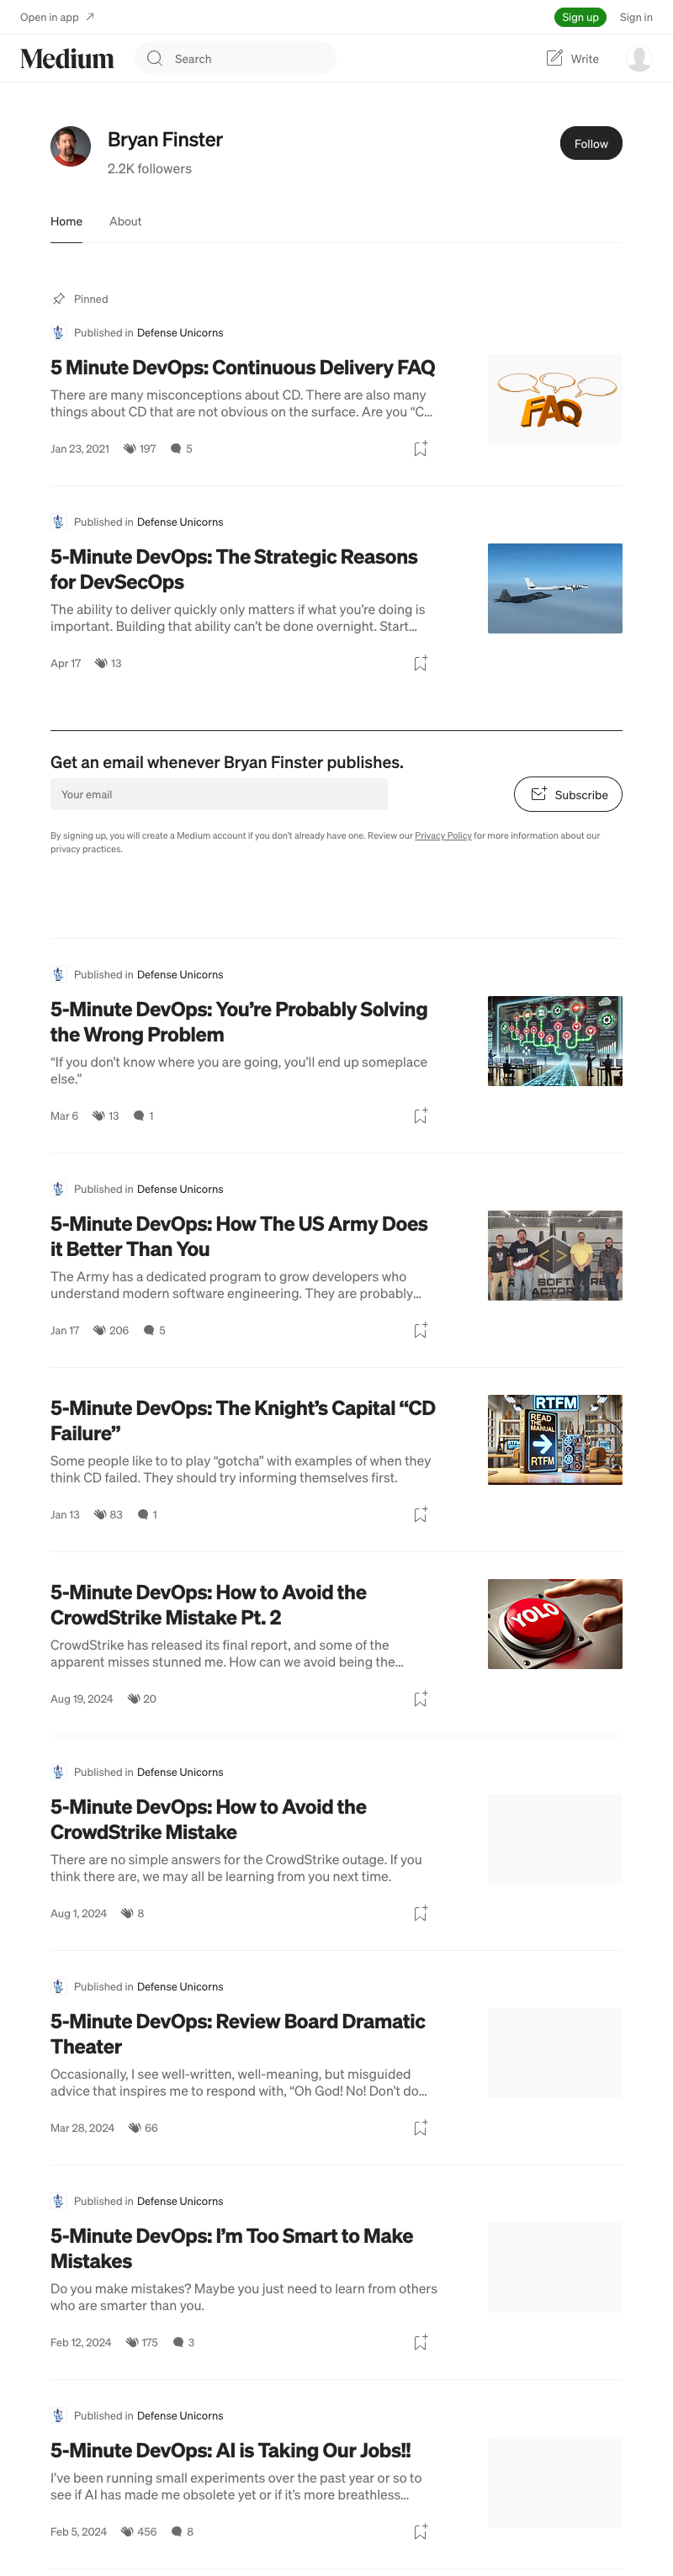 Open in app
Sign up
Sign in
Medium
Search
Write
Bryan Finster
2.2K followers
Follow
Home
About
Pinned
Published in Defense Unicorns
5 Minute DevOps: Continuous Delivery FAQ
There are many misconceptions about CD. There are also many
things about CD that are not obvious on the surface. Are you “C…
FAQ
Jan 23, 2021
197
5
Published in Defense Unicorns
5-Minute DevOps: The Strategic Reasons
for DevSecOps
The ability to deliver quickly only matters if what you’re doing is
important. Building that ability can’t be done overnight. Start…
Apr 17
13
Get an email whenever Bryan Finster publishes.
Your email
Subscribe
By signing up, you will create a Medium account if you don’t already have one. Review our Privacy Policy for more information about our
privacy practices.
Published in Defense Unicorns
5-Minute DevOps: You’re Probably Solving
the Wrong Problem
“If you don’t know where you are going, you’ll end up someplace
else.”
Mar 6
13
1
Published in Defense Unicorns
5-Minute DevOps: How The US Army Does
it Better Than You
The Army has a dedicated program to grow developers who
understand modern software engineering. They are probably…
SOFTWARE
Jan 17
206
5
5-Minute DevOps: The Knight’s Capital “CD
Failure”
Some people like to to play “gotcha” with examples of when they
think CD failed. They should try informing themselves first.
RTFM
READ
THE
MANUAL
RTFM
Jan 13
83
1
5-Minute DevOps: How to Avoid the
CrowdStrike Mistake Pt. 2
CrowdStrike has released its final report, and some of the
apparent misses stunned me. How can we avoid being the…
YOLO
Aug 19, 2024
20
Published in Defense Unicorns
5-Minute DevOps: How to Avoid the
CrowdStrike Mistake
There are no simple answers for the CrowdStrike outage. If you
think there are, we may all be learning from you next time.
Aug 1, 2024
8
Published in Defense Unicorns
5-Minute DevOps: Review Board Dramatic
Theater
Occasionally, I see well-written, well-meaning, but misguided
advice that inspires me to respond with, “Oh God! No! Don’t do…
Mar 28, 2024
66
Published in Defense Unicorns
5-Minute DevOps: I’m Too Smart to Make
Mistakes
Do you make mistakes? Maybe you just need to learn from others
who are smarter than you.
Feb 12, 2024
175
3
Published in Defense Unicorns
5-Minute DevOps: AI is Taking Our Jobs!!
I’ve been running small experiments over the past year or so to
see if AI has made me obsolete yet or if it’s more breathless…
Feb 5, 2024
456
8